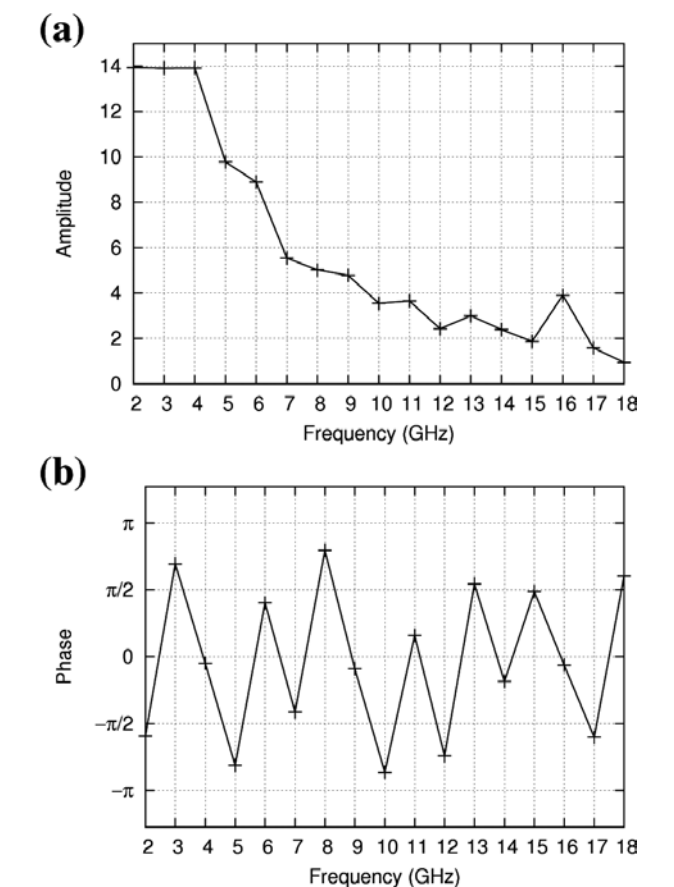 (a)
14
12
10
8
6
4
2
0
Amplitude
2 3 4 5 6 7 8 9 10 11 12 13 14 15 16 17 18
Frequency (GHz)
(b)
π
π/2
0
−π/2
−π
Phase
2 3 4 5 6 7 8 9 10 11 12 13 14 15 16 17 18
Frequency (GHz)